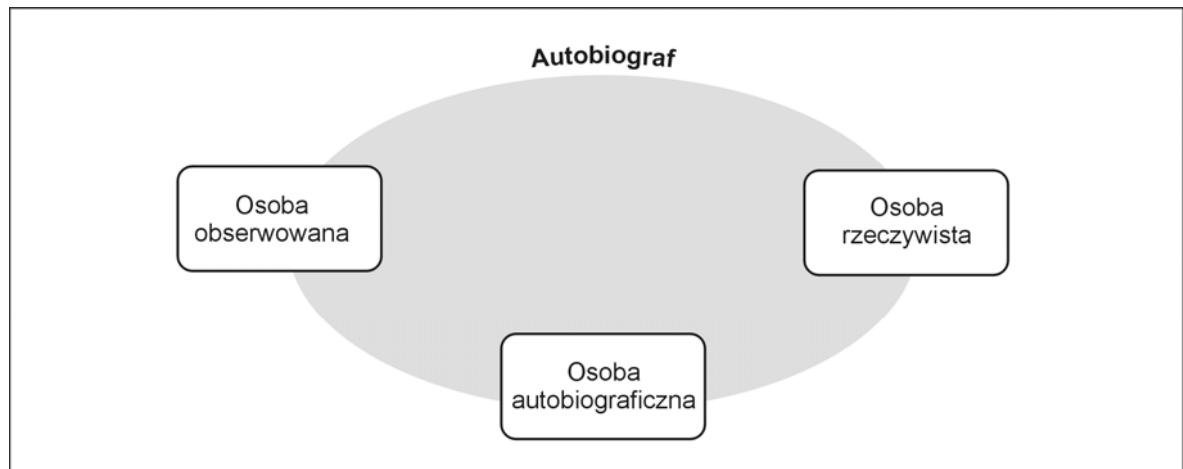 Autobiograf
Osoba
obserwowana
Osoba
rzeczywista
Osoba
autobiograficzna